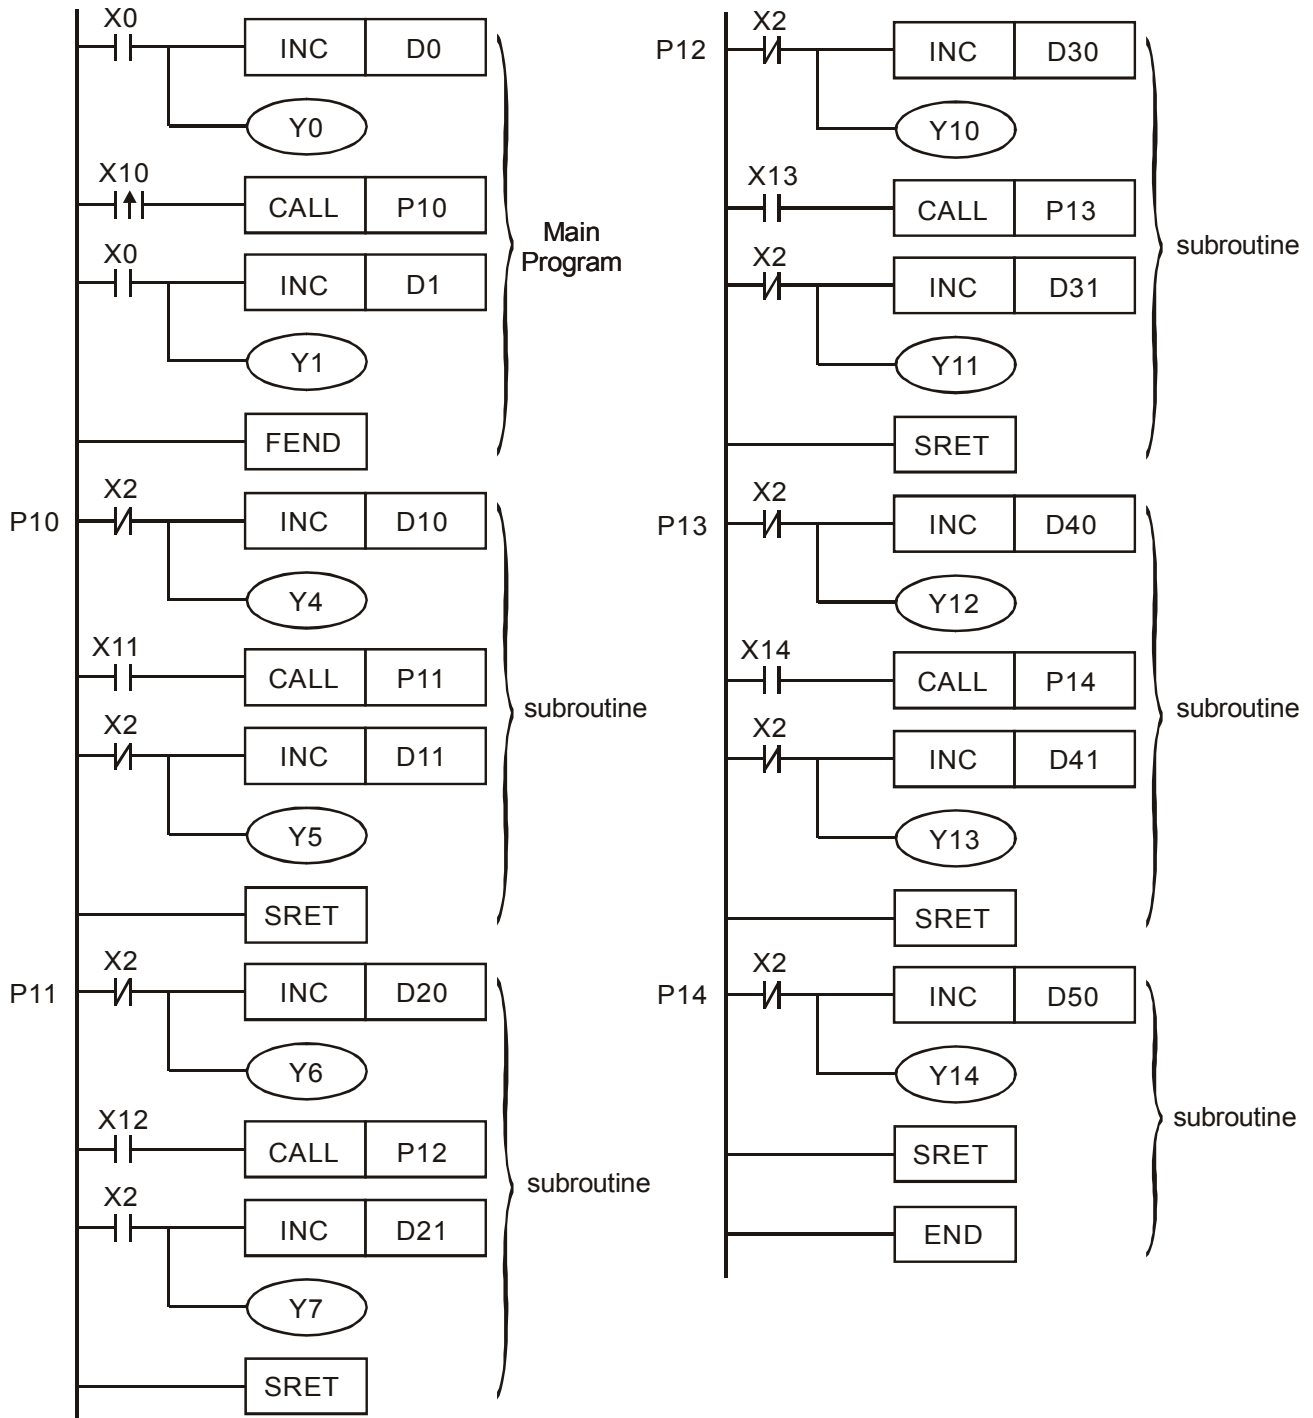 X0
INC D0
Y0
X10
CALL P10
X0
INC D1
Y1
FEND
Main
Program
P10
X2
INC D10
Y4
X11
CALL P11
X2
INC D11
Y5
SRET
subroutine
P11
X2
INC D20
Y6
X12
CALL P12
X2
INC D21
Y7
SRET
subroutine
P12
X2
INC D30
Y10
X13
CALL P13
X2
INC D31
Y11
SRET
subroutine
P13
X2
INC D40
Y12
X14
CALL P14
X2
INC D41
Y13
SRET
subroutine
P14
X2
INC D50
Y14
SRET
END
subroutine